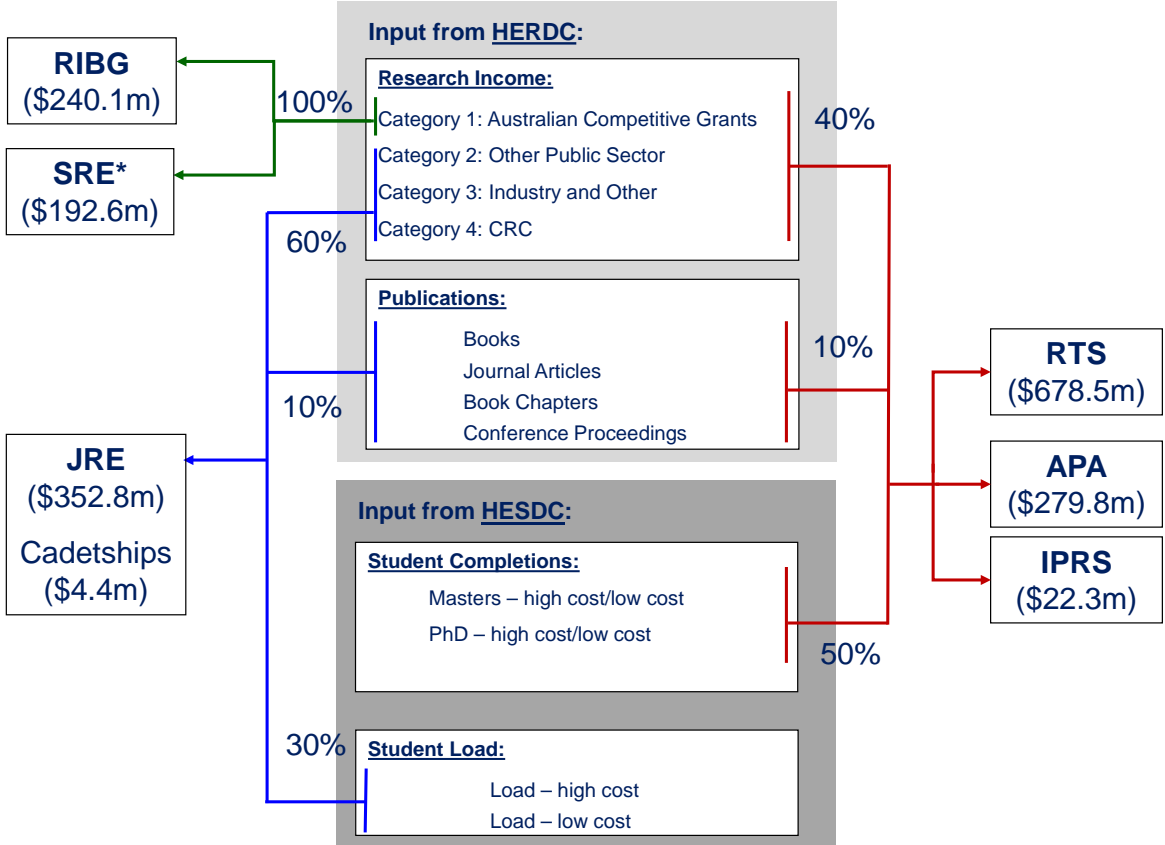 RIBG
($240.1m)
SRE*
($192.6m)
JRE
($352.8m)
Cadetships
($4.4m)
100%
60%
10%
30%
Input from HERDC:
Research Income:
Category 1: Australian Competitive Grants
Category 2: Other Public Sector
Category 3: Industry and Other
Category 4: CRC
Publications:
Books
Journal Articles
Book Chapters
Conference Proceedings
Input from HESDC:
Student Completions:
Masters – high cost/low cost
PhD – high cost/low cost
Student Load:
Load – high cost
Load – low cost
40%
10%
50%
RTS
($678.5m)
APA
($279.8m)
IPRS
($22.3m)